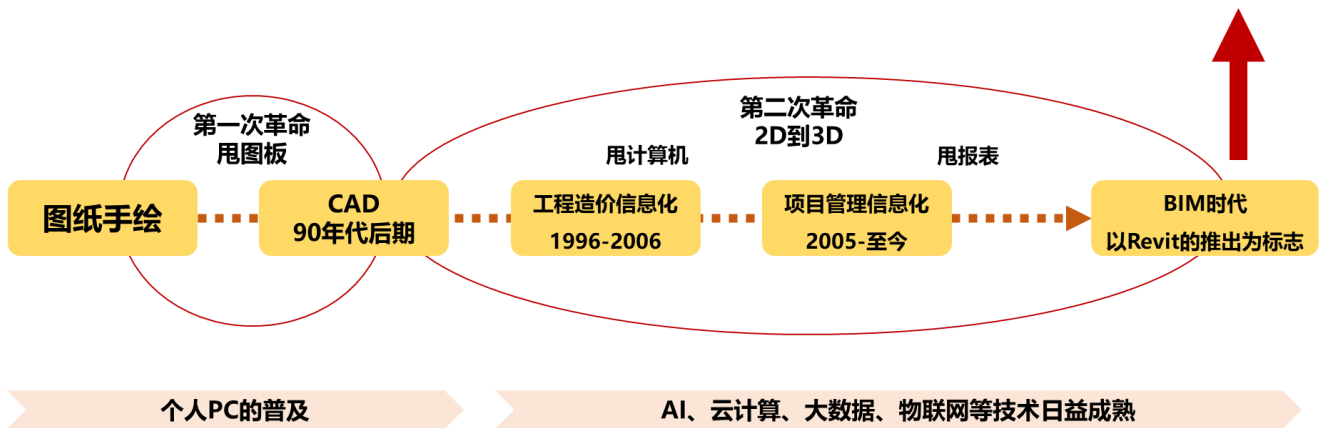 第一次革命
甩图板
第二次革命
2D到3D
甩计算机
甩报表
图纸手绘
CAD
90年代后期
工程造价信息化
1996-2006
项目管理信息化
2005-至今
BIM时代
以Revit的推出为标志
个人PC的普及
AI、云计算、大数据、物联网等技术日益成熟